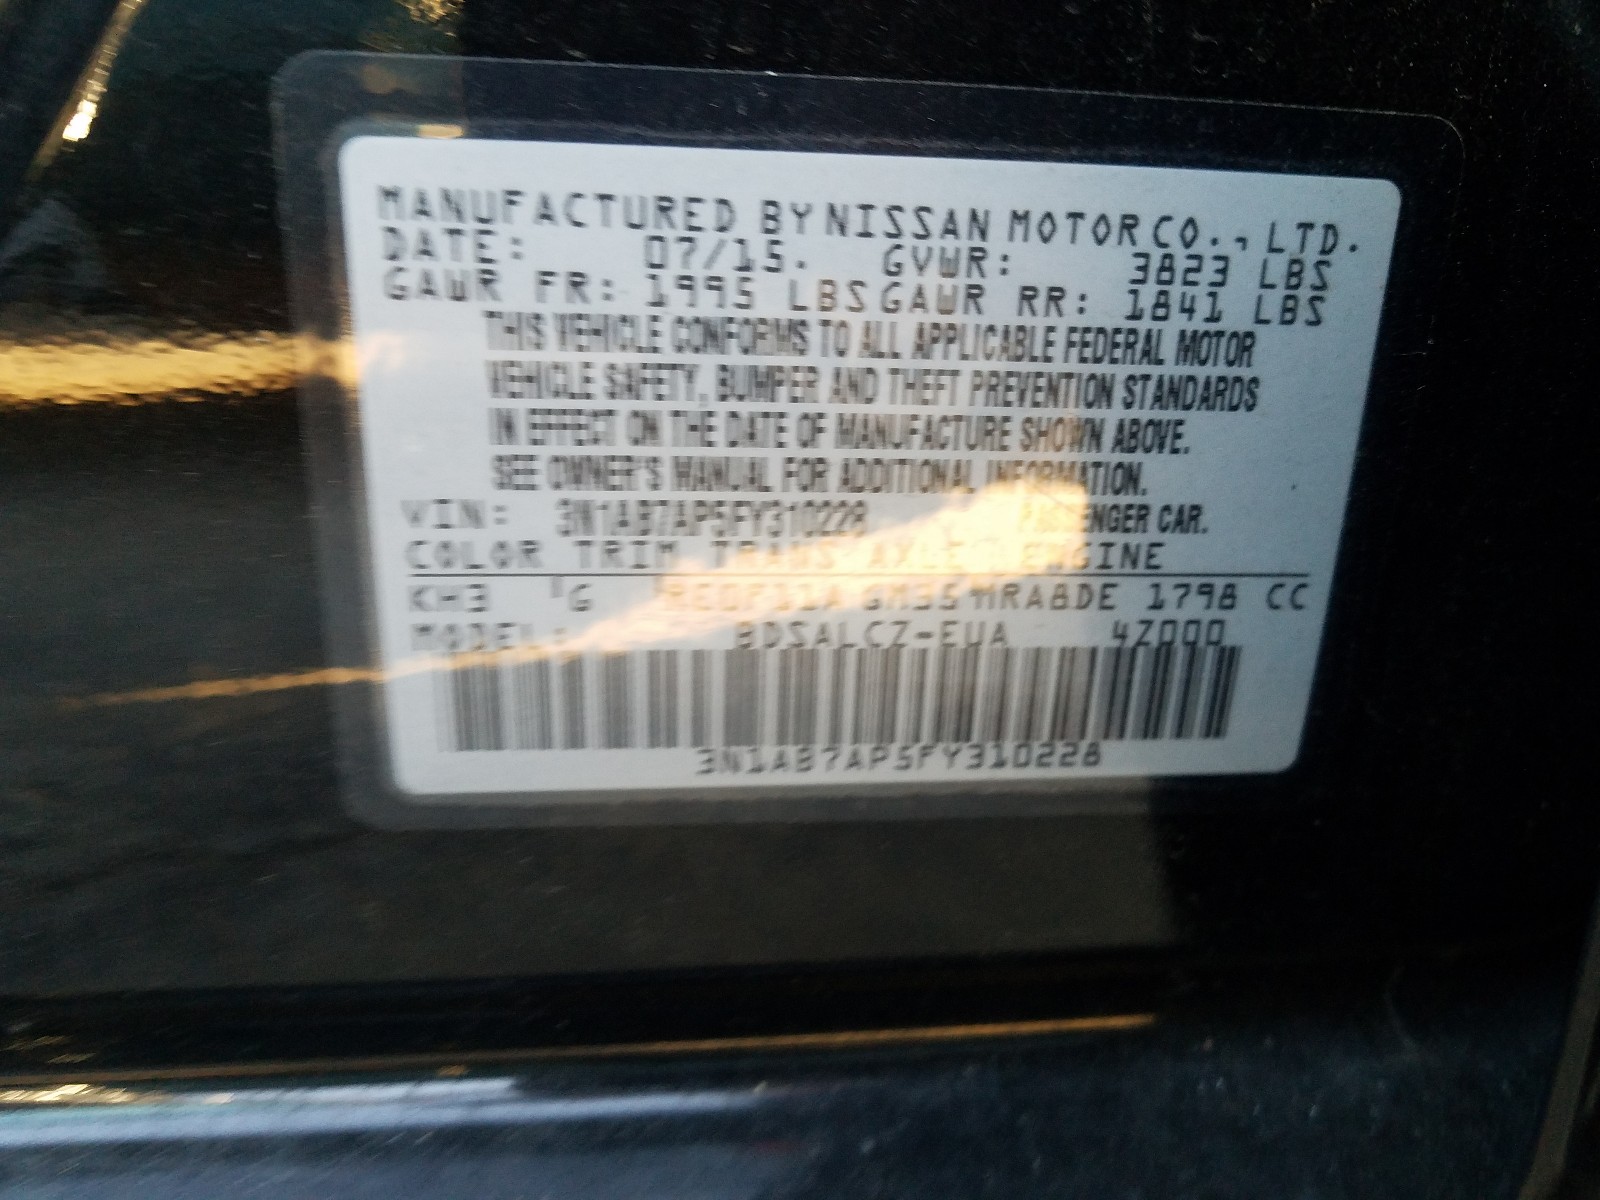 MANUFACTURED BY NISSAN MOTOR CO., LTD.
DATE: 07/15. GVWR: 3823 LBS
GAWR FR: 1995 LBS GAWR RR: 1841 LBS
THIS VEHICLE CONFORMS TO ALL APPLICABLE FEDERAL MOTOR
VEHICLE SAFETY, BUMPER AND THEFT PREVENTION STANDARDS
IN EFFECT ON THE DATE OF MANUFACTURE SHOWN ABOVE.
SEE OWNER'S MANUAL FOR ADDITIONAL INFORMATION.
VIN: 3N1AB7AP5FY310228 PASSENGER CAR.
COLOR TRIM TRANS AXLE ENGINE
KH3 G RE0F11A GM54 MRA8DE 1798 CC
MODEL: BDSALCZ-EUA 4Z000
3N1AB7AP5FY310228